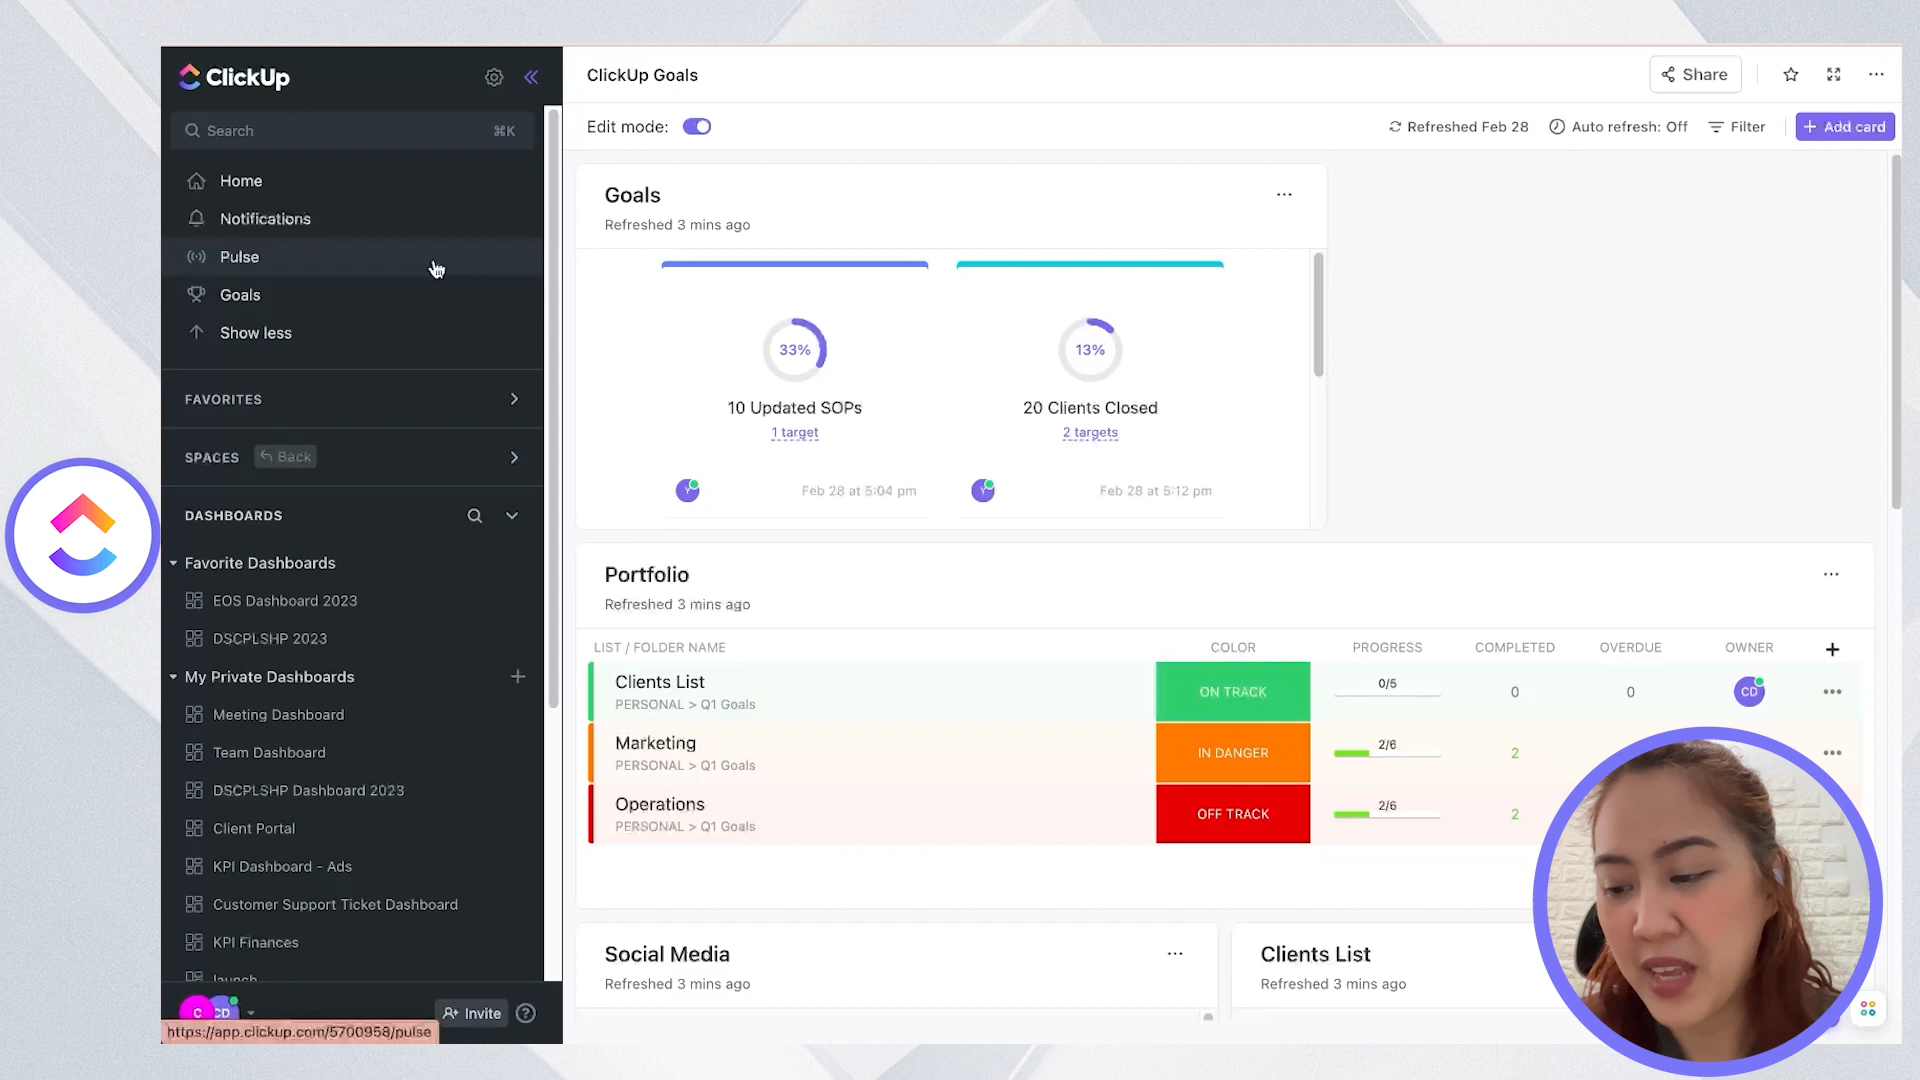 ClickUp
Search
⌘K
Home
Notifications
Pulse
Goals
Show less
FAVORITES
SPACES
Back
DASHBOARDS
Favorite Dashboards
EOS Dashboard 2023
DSCPLSHP 2023
My Private Dashboards
Meeting Dashboard
Team Dashboard
DSCPLSHP Dashboard 2023
Client Portal
KPI Dashboard - Ads
Customer Support Ticket Dashboard
KPI Finances
launch
C
CD
Invite
https://app.clickup.com/5700958/pulse
ClickUp Goals
Share
Edit mode:
Refreshed Feb 28
Auto refresh: Off
Filter
+ Add card
Goals
Refreshed 3 mins ago
33%
10 Updated SOPs
1 target
Y
Feb 28 at 5:04 pm
13%
20 Clients Closed
2 targets
Y
Feb 28 at 5:12 pm
Portfolio
Refreshed 3 mins ago
LIST / FOLDER NAME COLOR PROGRESS COMPLETED OVERDUE OWNER
Clients List
PERSONAL > Q1 Goals
ON TRACK
0/5
0
0
CD
Marketing
PERSONAL > Q1 Goals
IN DANGER
2/6
2
Operations
PERSONAL > Q1 Goals
OFF TRACK
2/6
2
Social Media
Refreshed 3 mins ago
Clients List
Refreshed 3 mins ago